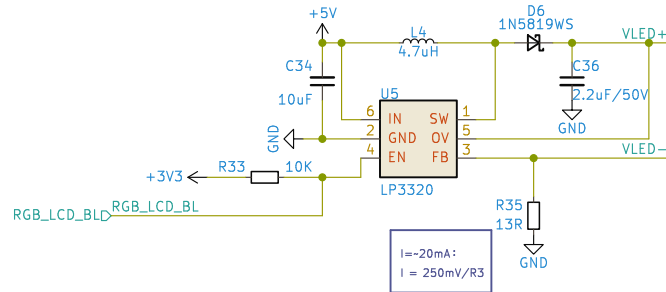 +5V
D6
1N5819WS
L4
4.7uH
VLED+
C34
10uF
C36
2.2uF/50V
GND
U5
6 IN SW 1
2 GND OV 5
4 EN FB 3
LP3320
GND
VLED-
+3V3
R33 10K
RGB_LCD_BL
RGB_LCD_BL
R35
13R
GND
I=~20mA:
I = 250mV/R3